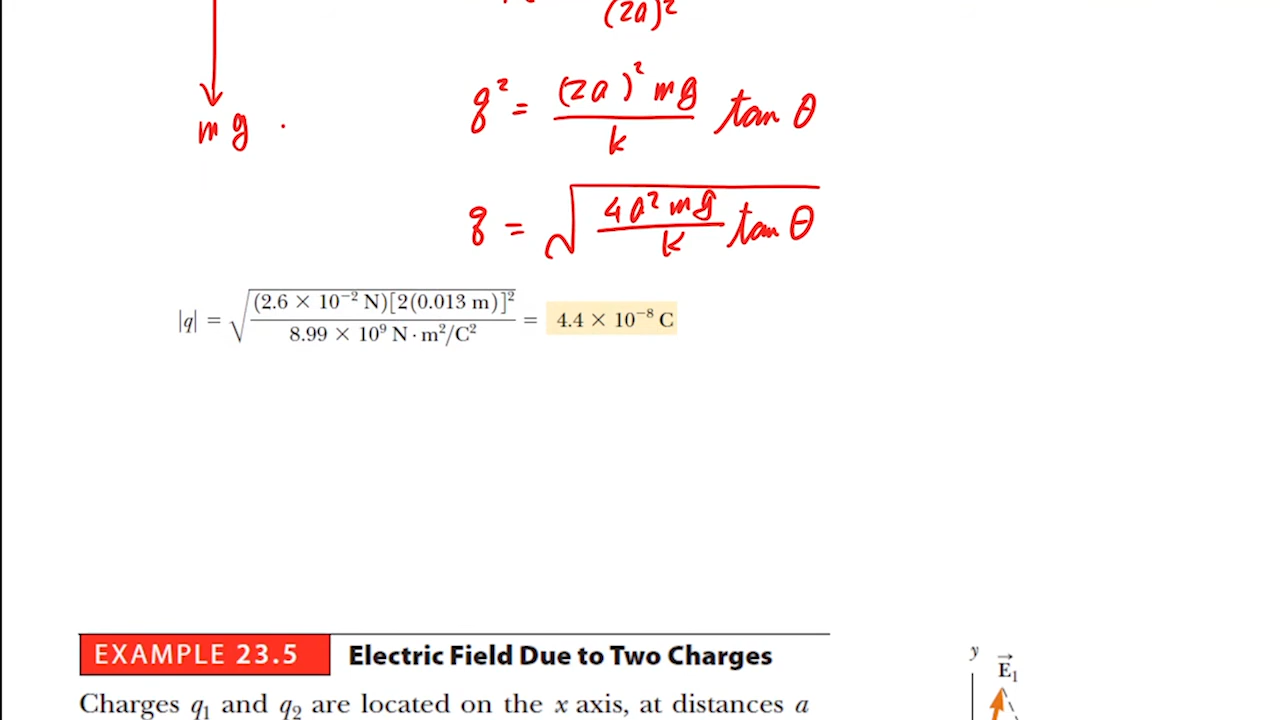 (2a)²
mg
q² = (2a)² mg / k tan θ
q = √(4a² mg / k tan θ)
|q| = √((2.6 × 10⁻² N)[2(0.013 m)]² / 8.99 × 10⁹ N · m²/C²) = 4.4 × 10⁻⁸ C
EXAMPLE 23.5 Electric Field Due to Two Charges
y
E⃗₁
Charges q₁ and q₂ are located on the x axis, at distances a